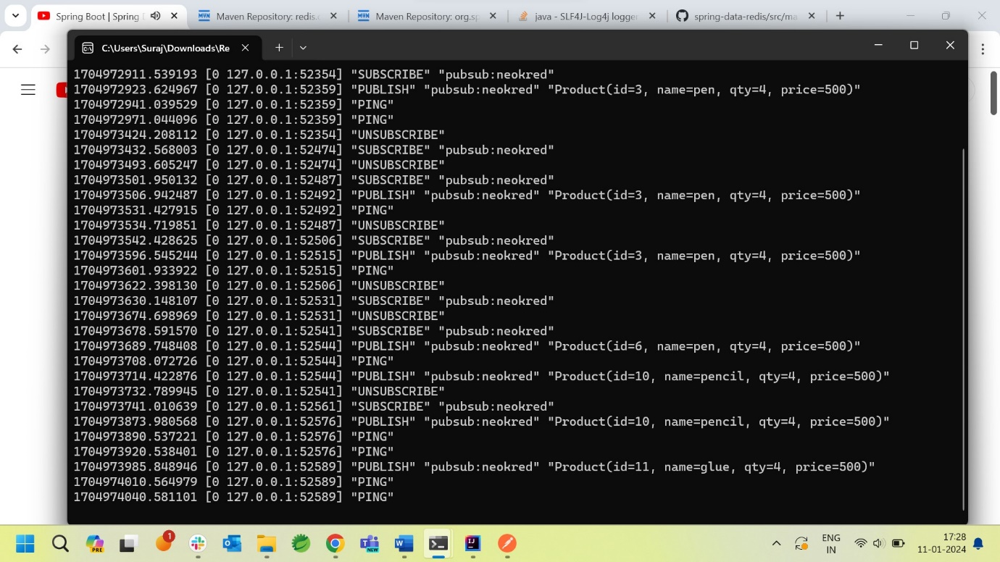 Spring Boot | Spring
Maven Repository: redis.c
Maven Repository: org.sp
java - SLF4J-Log4j logger
spring-data-redis/src/ma
C:\Users\Suraj\Downloads\Re
1704972911.539193 [0 127.0.0.1:52354] "SUBSCRIBE" "pubsub:neokred"
1704972923.624967 [0 127.0.0.1:52359] "PUBLISH" "pubsub:neokred" "Product(id=3, name=pen, qty=4, price=500)"
1704972941.039529 [0 127.0.0.1:52359] "PING"
1704972971.044096 [0 127.0.0.1:52359] "PING"
1704973424.208112 [0 127.0.0.1:52354] "UNSUBSCRIBE"
1704973432.568003 [0 127.0.0.1:52474] "SUBSCRIBE" "pubsub:neokred"
1704973493.605247 [0 127.0.0.1:52474] "UNSUBSCRIBE"
1704973501.950132 [0 127.0.0.1:52487] "SUBSCRIBE" "pubsub:neokred"
1704973506.942487 [0 127.0.0.1:52492] "PUBLISH" "pubsub:neokred" "Product(id=3, name=pen, qty=4, price=500)"
1704973531.427915 [0 127.0.0.1:52492] "PING"
1704973534.719851 [0 127.0.0.1:52487] "UNSUBSCRIBE"
1704973542.428625 [0 127.0.0.1:52506] "SUBSCRIBE" "pubsub:neokred"
1704973596.545244 [0 127.0.0.1:52515] "PUBLISH" "pubsub:neokred" "Product(id=3, name=pen, qty=4, price=500)"
1704973601.933922 [0 127.0.0.1:52515] "PING"
1704973622.398130 [0 127.0.0.1:52506] "UNSUBSCRIBE"
1704973630.148107 [0 127.0.0.1:52531] "SUBSCRIBE" "pubsub:neokred"
1704973674.698969 [0 127.0.0.1:52531] "UNSUBSCRIBE"
1704973678.591570 [0 127.0.0.1:52541] "SUBSCRIBE" "pubsub:neokred"
1704973689.748408 [0 127.0.0.1:52544] "PUBLISH" "pubsub:neokred" "Product(id=6, name=pen, qty=4, price=500)"
1704973708.072726 [0 127.0.0.1:52544] "PING"
1704973714.422876 [0 127.0.0.1:52544] "PUBLISH" "pubsub:neokred" "Product(id=10, name=pencil, qty=4, price=500)"
1704973732.789945 [0 127.0.0.1:52541] "UNSUBSCRIBE"
1704973741.010639 [0 127.0.0.1:52561] "SUBSCRIBE" "pubsub:neokred"
1704973873.980568 [0 127.0.0.1:52576] "PUBLISH" "pubsub:neokred" "Product(id=10, name=pencil, qty=4, price=500)"
1704973890.537221 [0 127.0.0.1:52576] "PING"
1704973920.538401 [0 127.0.0.1:52576] "PING"
1704973985.848946 [0 127.0.0.1:52589] "PUBLISH" "pubsub:neokred" "Product(id=11, name=glue, qty=4, price=500)"
1704974010.564979 [0 127.0.0.1:52589] "PING"
1704974040.581101 [0 127.0.0.1:52589] "PING"
PRE
1
NEW
ENG
IN
17:28
11-01-2024